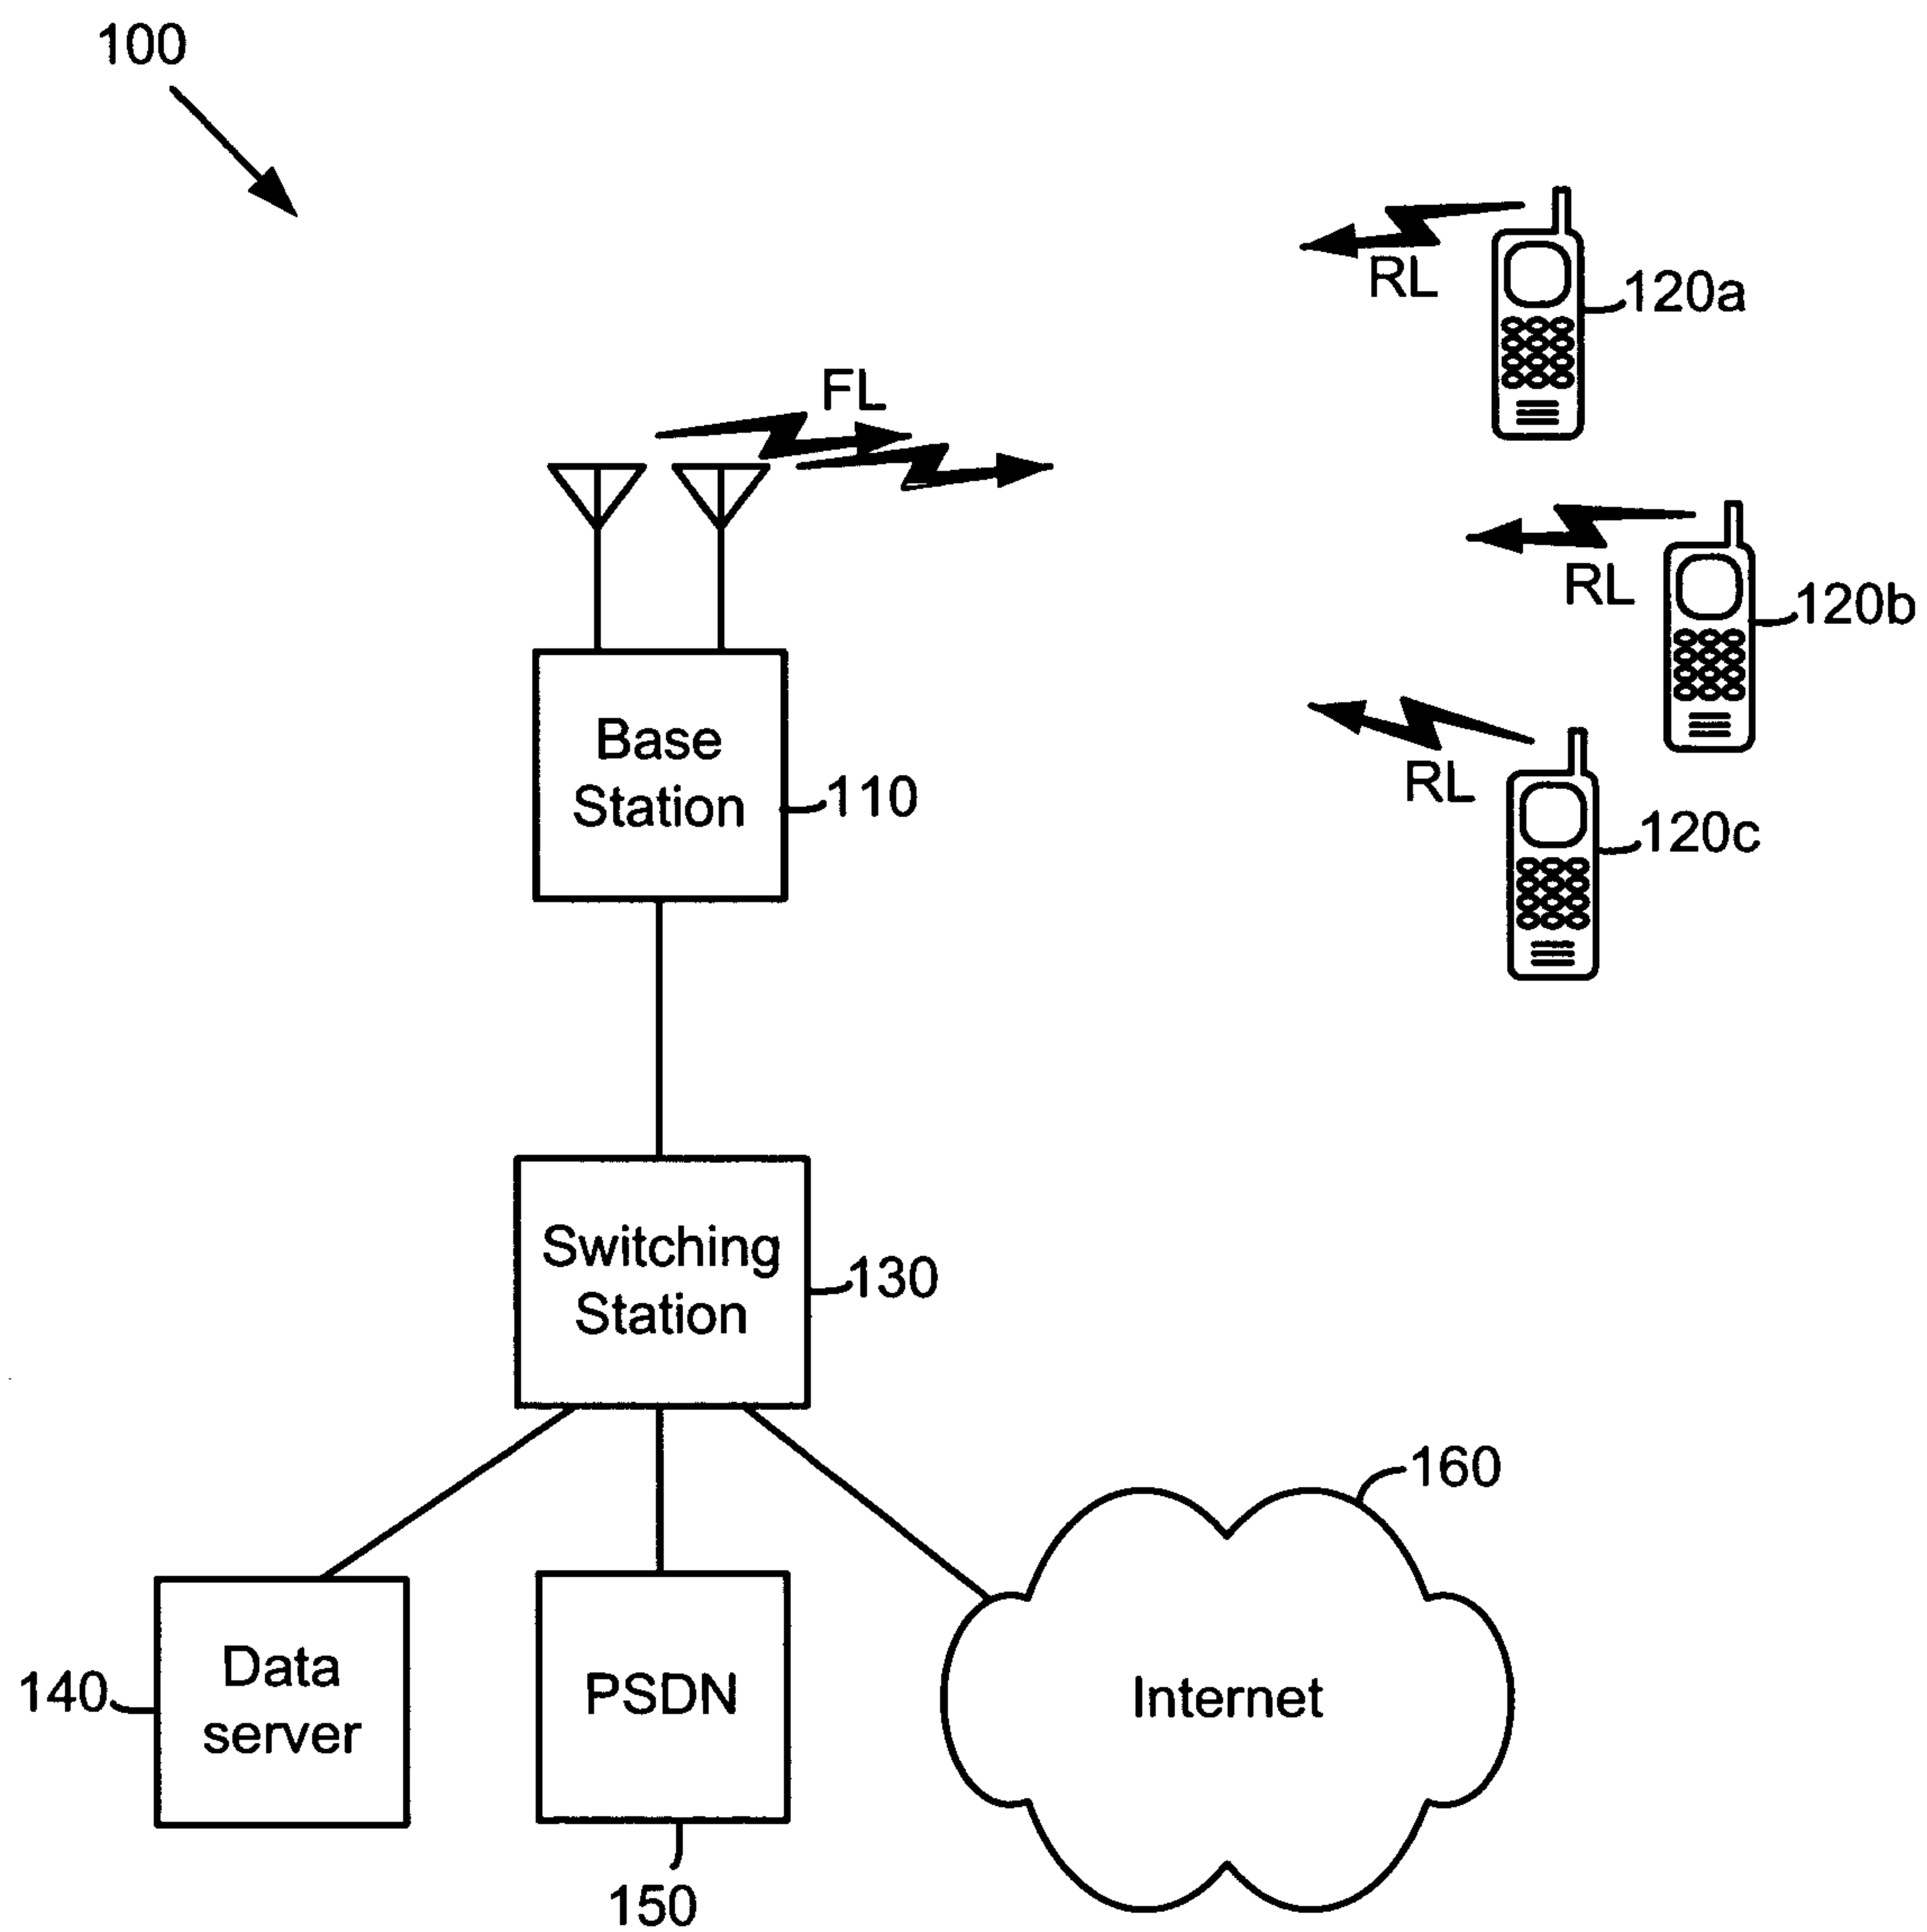 100
RL
120a
FL
RL
120b
Base
Station
110
RL
120c
Switching
Station
130
160
Data
server
140
PSDN
Internet
150